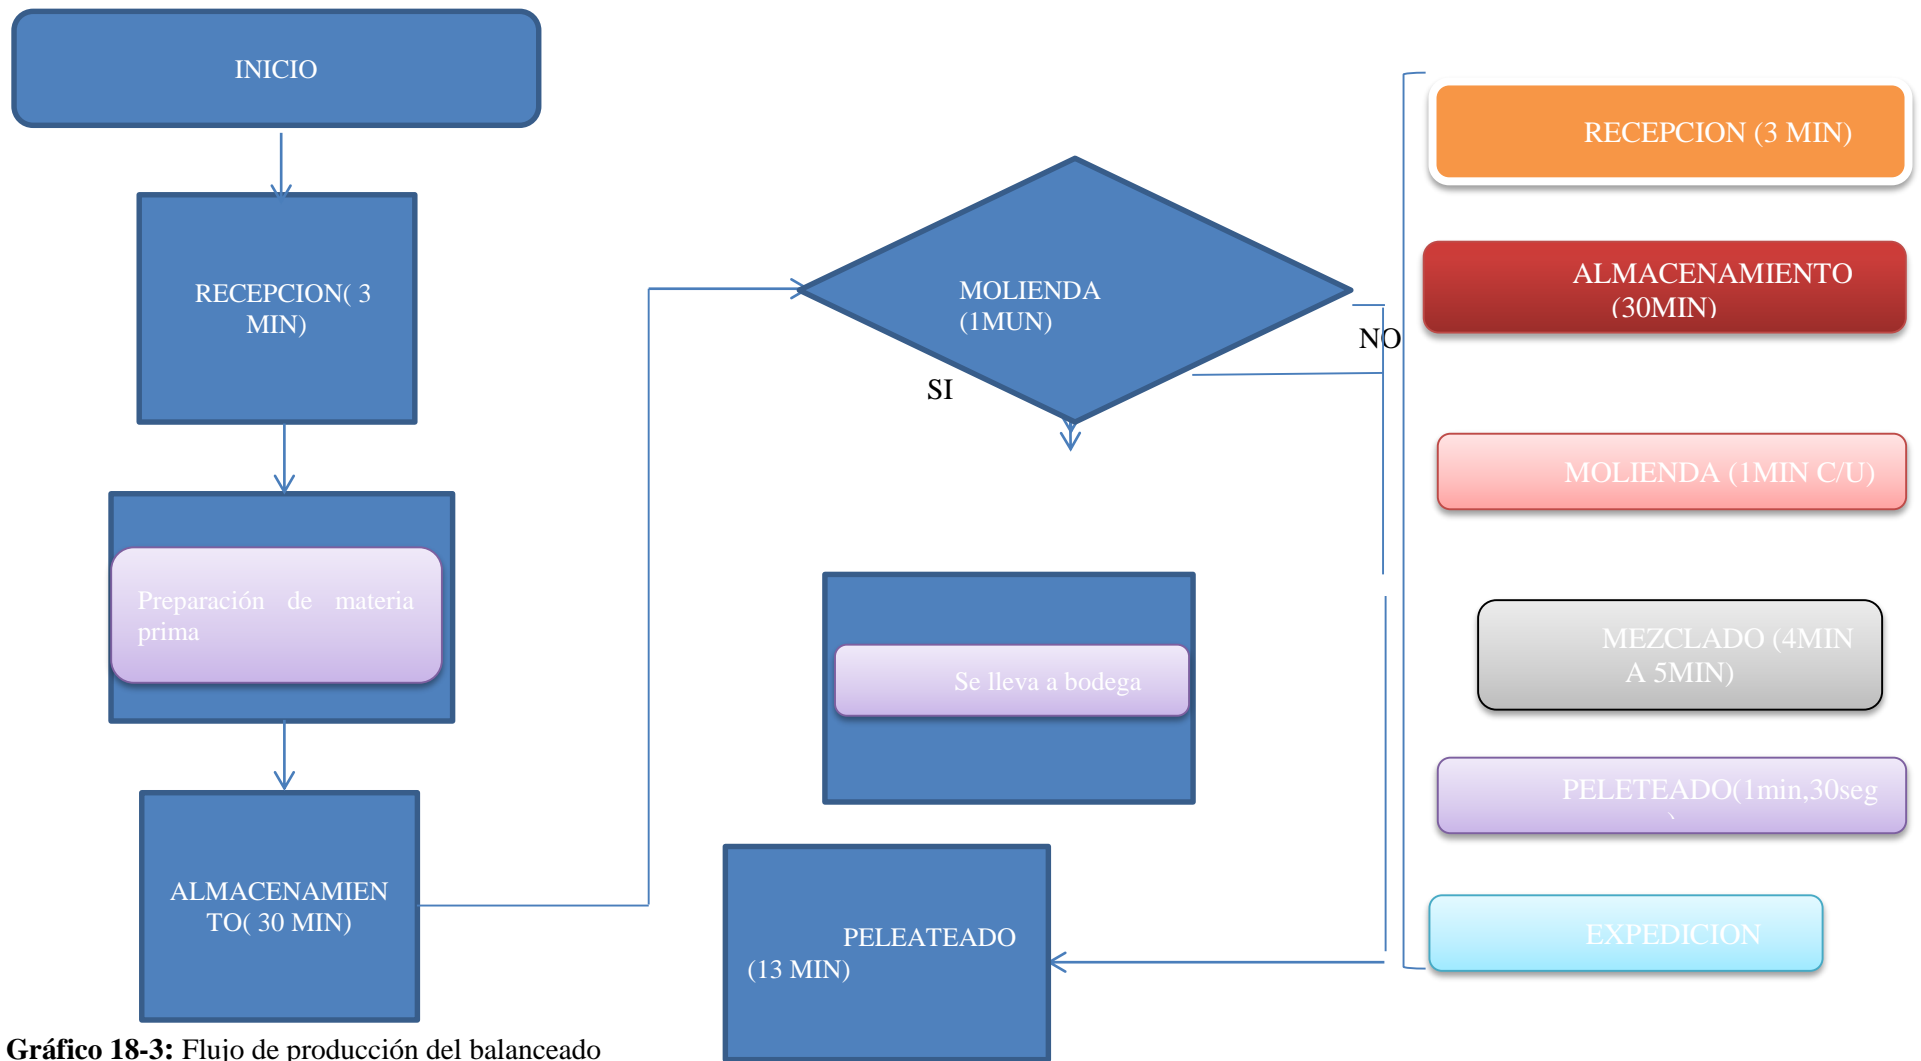 INICIO
RECEPCION( 3
MIN)
Preparación de materia
prima
ALMACENAMIEN
TO( 30 MIN)
MOLIENDA
(1MUN)
NO
SI
Se lleva a bodega
PELEATEADO
(13 MIN)
RECEPCION (3 MIN)
ALMACENAMIENTO
(30MIN)
MOLIENDA (1MIN C/U)
MEZCLADO (4MIN
A 5MIN)
PELETEADO(1min,30seg
)
EXPEDICION
Gráfico 18-3: Flujo de producción del balanceado